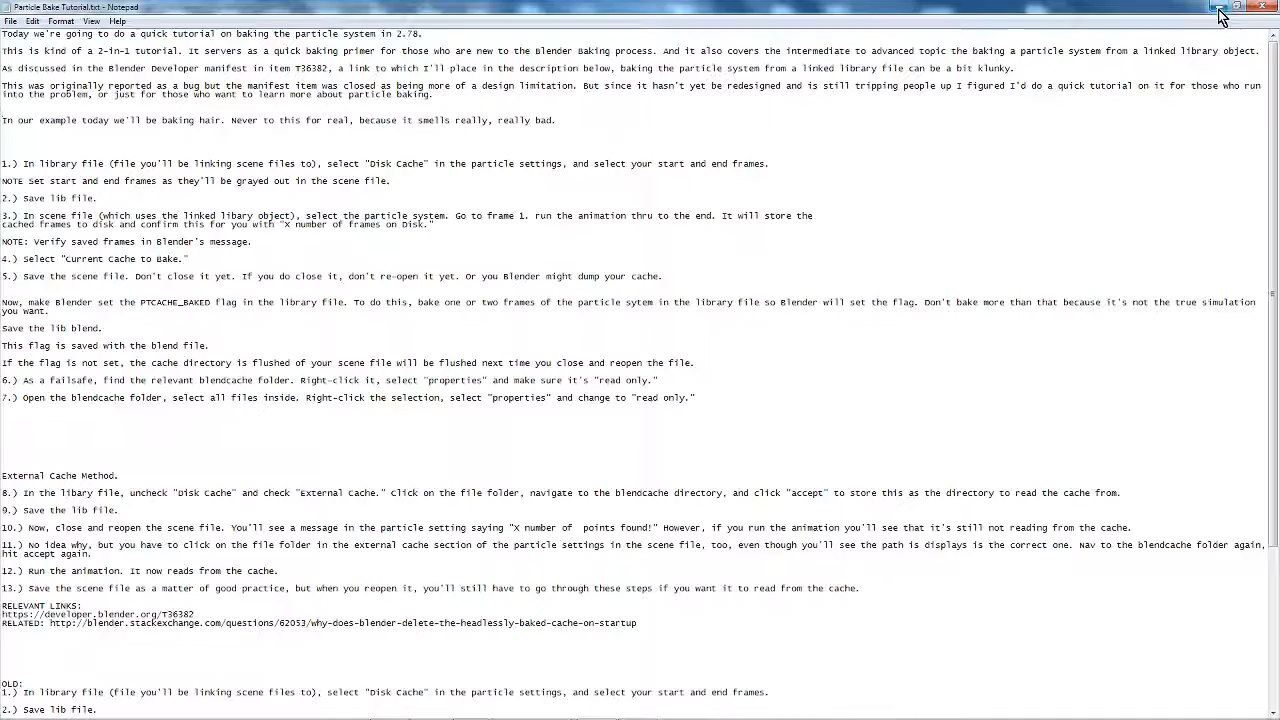 Particle Bake Tutorial.txt - Notepad
File Edit Format View Help
Today we're going to do a quick tutorial on baking the particle system in 2.78.
This is kind of a 2-in-1 tutorial. It servers as a quick baking primer for those who are new to the Blender Baking process. And it also covers the intermediate to advanced topic the baking a particle system from a linked library object.
As discussed in the Blender Developer manifest in item T36382, a link to which I'll place in the description below, baking the particle system from a linked library file can be a bit klunky.
This was originally reported as a bug but the manifest item was closed as being more of a design limitation. But since it hasn't yet be redesigned and is still tripping people up I figured I'd do a quick tutorial on it for those who run
into the problem, or just for those who want to learn more about particle baking.
In our example today we'll be baking hair. Never to this for real, because it smells really, really bad.
1.) In library file (file you'll be linking scene files to), select "Disk Cache" in the particle settings, and select your start and end frames.
NOTE Set start and end frames as they'll be grayed out in the scene file.
2.) Save lib file.
3.) In scene file (which uses the linked libary object), select the particle system. Go to frame 1. run the animation thru to the end. It will store the
cached frames to disk and confirm this for you with "X number of frames on Disk."
NOTE: Verify saved frames in Blender's message.
4.) Select "Current Cache to Bake."
5.) Save the scene file. Don't close it yet. If you do close it, don't re-open it yet. Or you Blender might dump your cache.
Now, make Blender set the PTCACHE_BAKED flag in the library file. To do this, bake one or two frames of the particle sytem in the library file so Blender will set the flag. Don't bake more than that because it's not the true simulation
you want.
Save the lib blend.
This flag is saved with the blend file.
If the flag is not set, the cache directory is flushed of your scene file will be flushed next time you close and reopen the file.
6.) As a failsafe, find the relevant blendcache folder. Right-click it, select "properties" and make sure it's "read only."
7.) Open the blendcache folder, select all files inside. Right-click the selection, select "properties" and change to "read only."
External Cache Method.
8.) In the libary file, uncheck "Disk Cache" and check "External Cache." Click on the file folder, navigate to the blendcache directory, and click "accept" to store this as the directory to read the cache from.
9.) Save the lib file.
10.) Now, close and reopen the scene file. You'll see a message in the particle setting saying "X number of  points found!" However, if you run the animation you'll see that it's still not reading from the cache.
11.) No idea why, but you have to click on the file folder in the external cache section of the particle settings in the scene file, too, even though you'll see the path is displays is the correct one. Nav to the blendcache folder again,
hit accept again.
12.) Run the animation. It now reads from the cache.
13.) Save the scene file as a matter of good practice, but when you reopen it, you'll still have to go through these steps if you want it to read from the cache.
RELEVANT LINKS:
https://developer.blender.org/T36382
RELATED: http://blender.stackexchange.com/questions/62053/why-does-blender-delete-the-headlessly-baked-cache-on-startup
OLD:
1.) In library file (file you'll be linking scene files to), select "Disk Cache" in the particle settings, and select your start and end frames.
2.) Save lib file.